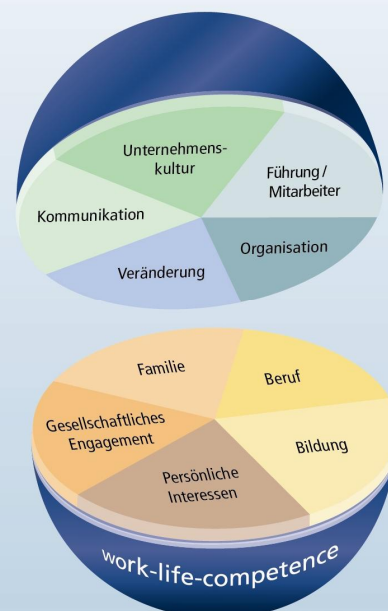 Unternehmens-
kultur
Führung /
Mitarbeiter
Kommunikation
Organisation
Veränderung
Familie
Beruf
Gesellschaftliches
Engagement
Bildung
Persönliche
Interessen
work-life-competence